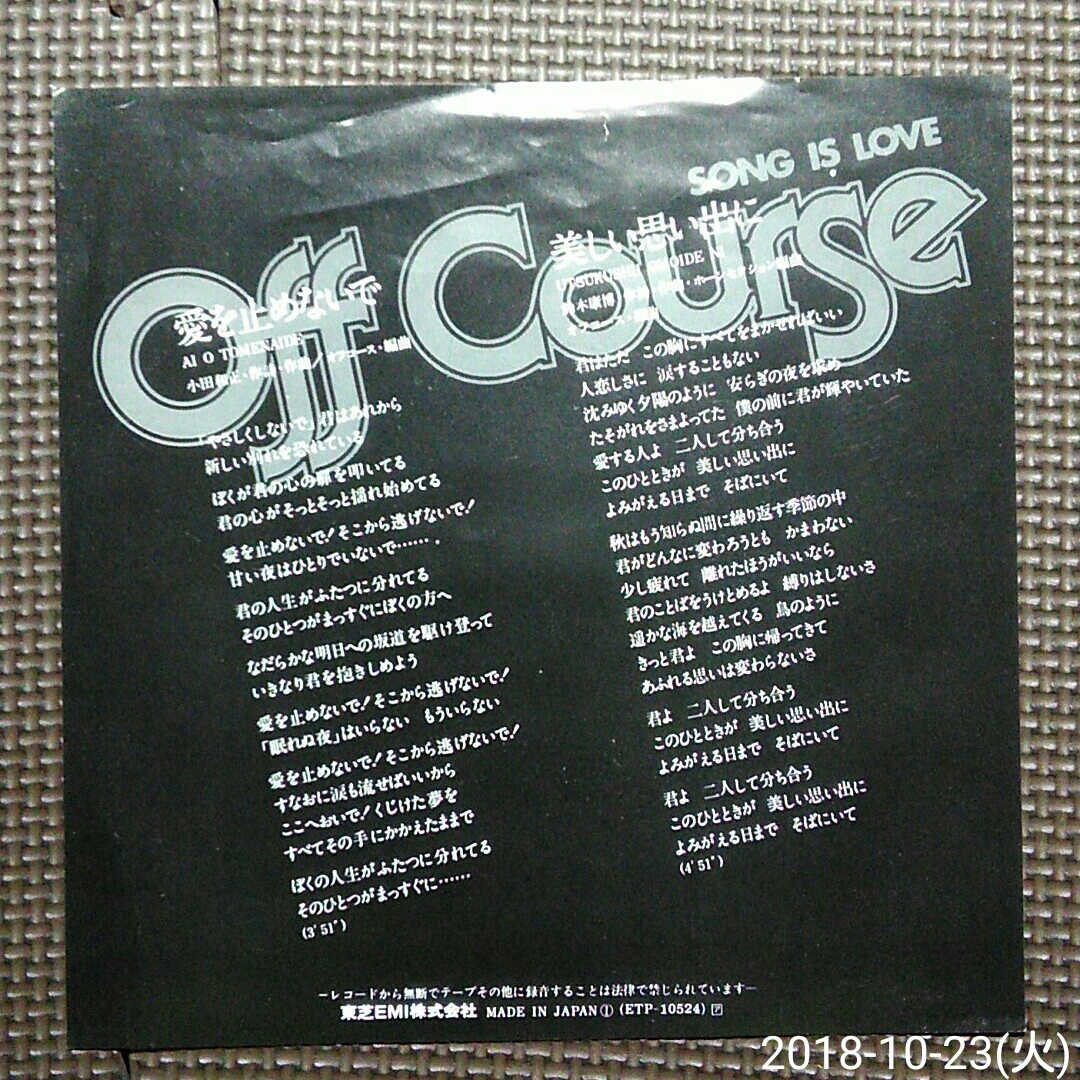 SONG IS LOVE
Off Course
愛を止めないで
AI O TOMENAIDE
小田和正・作詞・作曲／オフコース・編曲
「やさしくしないで」君はあれから
新しい別れを恐れている
ぼくが君の心の扉を叩いてる
君の心がそっとそっと揺れ始めてる
愛を止めないで！そこから逃げないで！
甘い夜はひとりでいないで……。
君の人生がふたつに分れてる
そのひとつがまっすぐにぼくの方へ
なだらかな明日への坂道を駆け登って
いきなり君を抱きしめよう
愛を止めないで！そこから逃げないで！
「眠れぬ夜」はいらない もういらない
愛を止めないで！そこから逃げないで！
すなおに涙も流せばいいから
ここへおいで！くじけた夢を
すべてその手にかかえたままで
ぼくの人生がふたつに分れてる
そのひとつがまっすぐに……
(3'51")
美しい思い出に
UTSUKUSHII OMOIDE NI
鈴木康博・作詞・作曲・ホーンセクション編曲
オフコース・編曲
君はただ この胸にすべてをまかせればいい
人恋しさに 涙することもない
沈みゆく夕陽のように 安らぎの夜を求め
たそがれをさまよってた 僕の前に君が輝やいていた
愛する人よ 二人して分ち合う
このひとときが 美しい思い出に
よみがえる日まで そばにいて
秋はもう知らぬ間に繰り返す季節の中
君がどんなに変わろうとも かまわない
少し疲れて 離れたほうがいいなら
君のことばをうけとめるよ 縛りはしないさ
遥かな海を越えてくる 鳥のように
きっと君よ この胸に帰ってきて
あふれる思いは変わらないさ
君よ 二人して分ち合う
このひとときが 美しい思い出に
よみがえる日まで そばにいて
君よ 二人して分ち合う
このひとときが 美しい思い出に
よみがえる日まで そばにいて
(4'51")
―レコードから無断でテープその他に録音することは法律で禁じられています―
東芝EMI株式会社 MADE IN JAPAN① (ETP-10524) 🄿
2018-10-23(火)